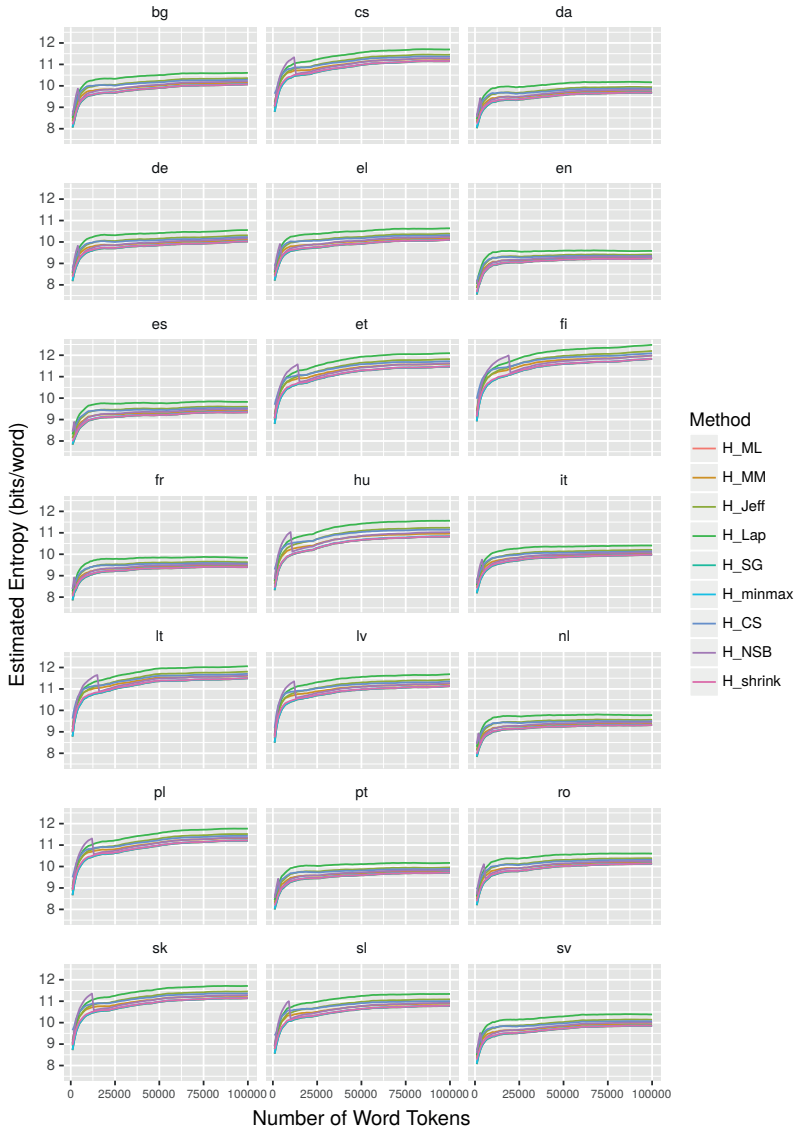 bg cs da
12
11
10
9
8
de el en
12
11
10
9
8
es et fi
12
11
10
9
8
fr hu it
12
11
10
9
8
lt lv nl
12
11
10
9
8
pl pt ro
12
11
10
9
8
sk sl sv
12
11
10
9
8
0 25000 50000 75000 100000 0 25000 50000 75000 100000 0 25000 50000 75000 100000
Number of Word Tokens
Estimated Entropy (bits/word)
Method
H_ML
H_MM
H_Jeff
H_Lap
H_SG
H_minmax
H_CS
H_NSB
H_shrink